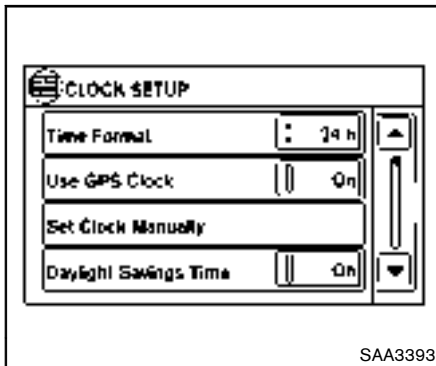 CLOCK SETUP
Time Format 24 h
Use GPS Clock On
Set Clock Manually
Daylight Savings Time On
SAA3393